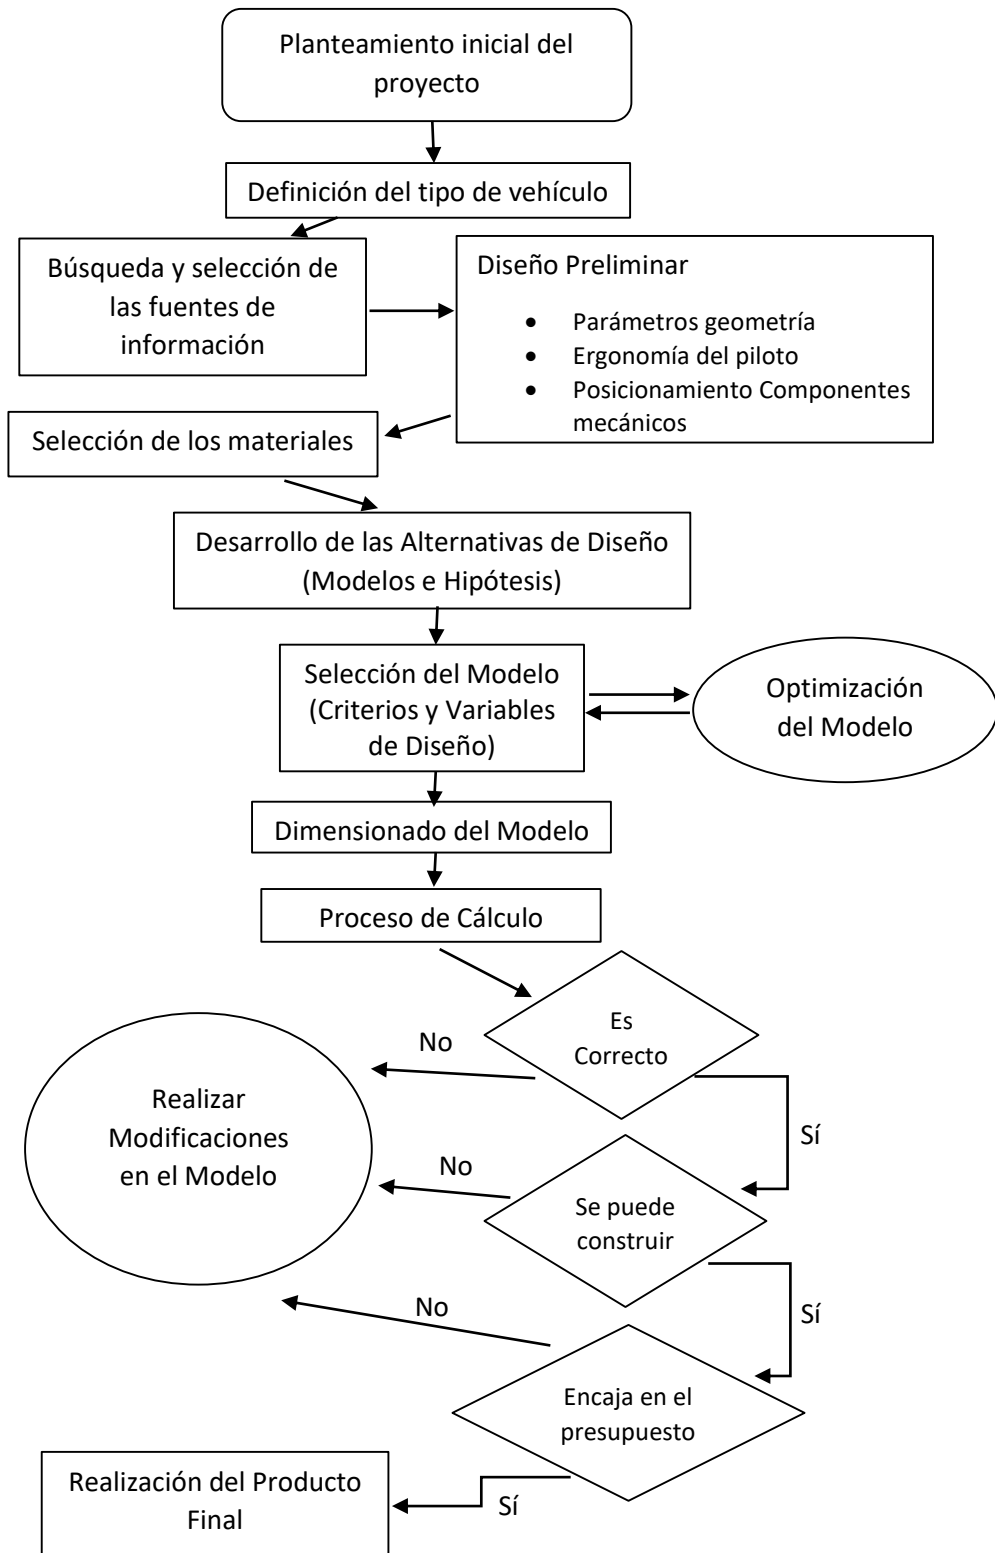 Planteamiento inicial del
proyecto
Definición del tipo de vehículo
Búsqueda y selección de
las fuentes de
información
Diseño Preliminar
• Parámetros geometría
• Ergonomía del piloto
• Posicionamiento Componentes
mecánicos
Selección de los materiales
Desarrollo de las Alternativas de Diseño
(Modelos e Hipótesis)
Selección del Modelo
(Criterios y Variables
de Diseño)
Optimización
del Modelo
Dimensionado del Modelo
Proceso de Cálculo
Es
Correcto
No
Sí
Realizar
Modificaciones
en el Modelo
No
Se puede
construir
Sí
No
Encaja en el
presupuesto
Sí
Realización del Producto
Final